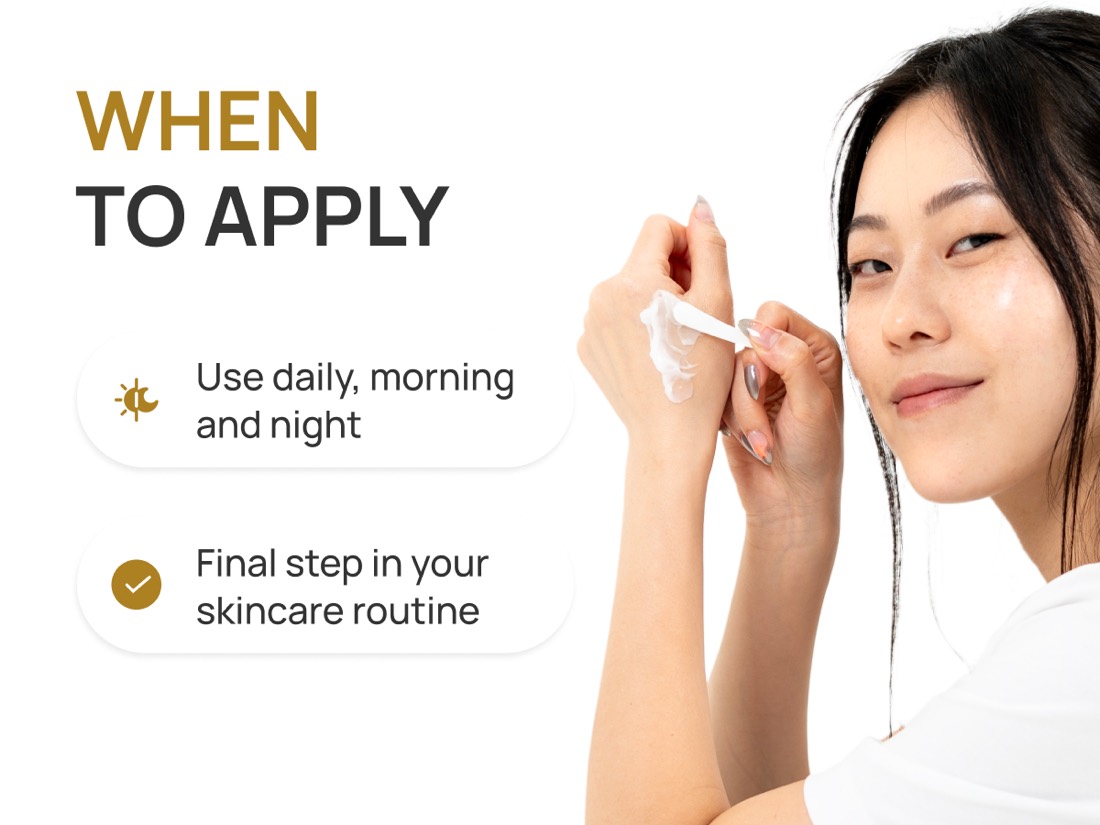 WHEN
TO APPLY
Use daily, morning
and night
Final step in your
skincare routine